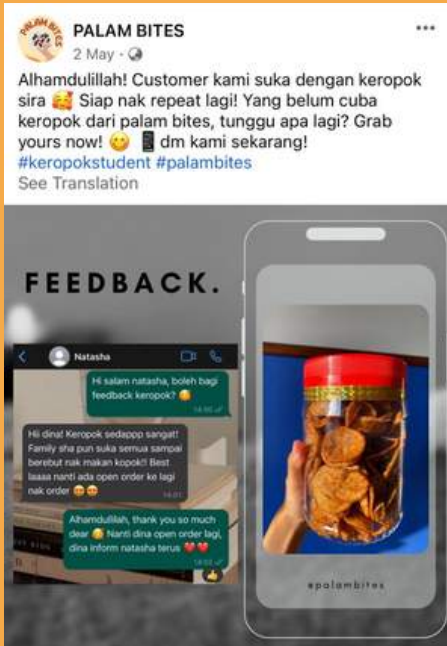 PALAM BITES
PALAM BITES
2 May ·
Alhamdulillah! Customer kami suka dengan keropok
sira 🥰 Siap nak repeat lagi! Yang belum cuba
keropok dari palam bites, tunggu apa lagi? Grab
yours now! 😋 📱dm kami sekarang!
#keropokstudent #palambites
See Translation
FEEDBACK.
Natasha
Hi salam natasha, boleh bagi
feedback keropok? 🥰
Hii dina! Keropok sedappp sangat!
Family sha pun suka semua sampai
berebut nak makan kopok!! Best
laaaa nanti ada open order ke lagi
nak order 😍😍
14:01
Alhamdulillah, thank you so much
dear 🥰 Nanti dina open order lagi,
dina inform natasha terus ❤️❤️
#palambites